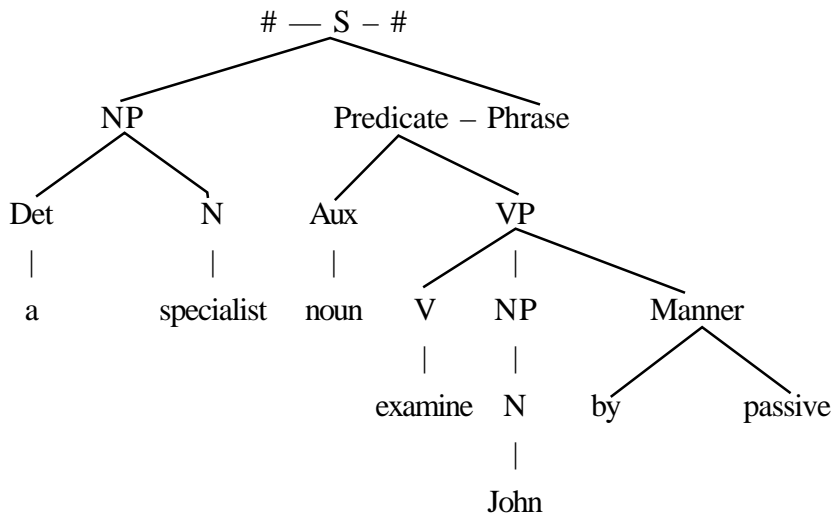 # — S – #
NP Predicate – Phrase
Det N Aux VP
| | | |
a specialist noun V NP Manner
| |
examine N by passive
|
John